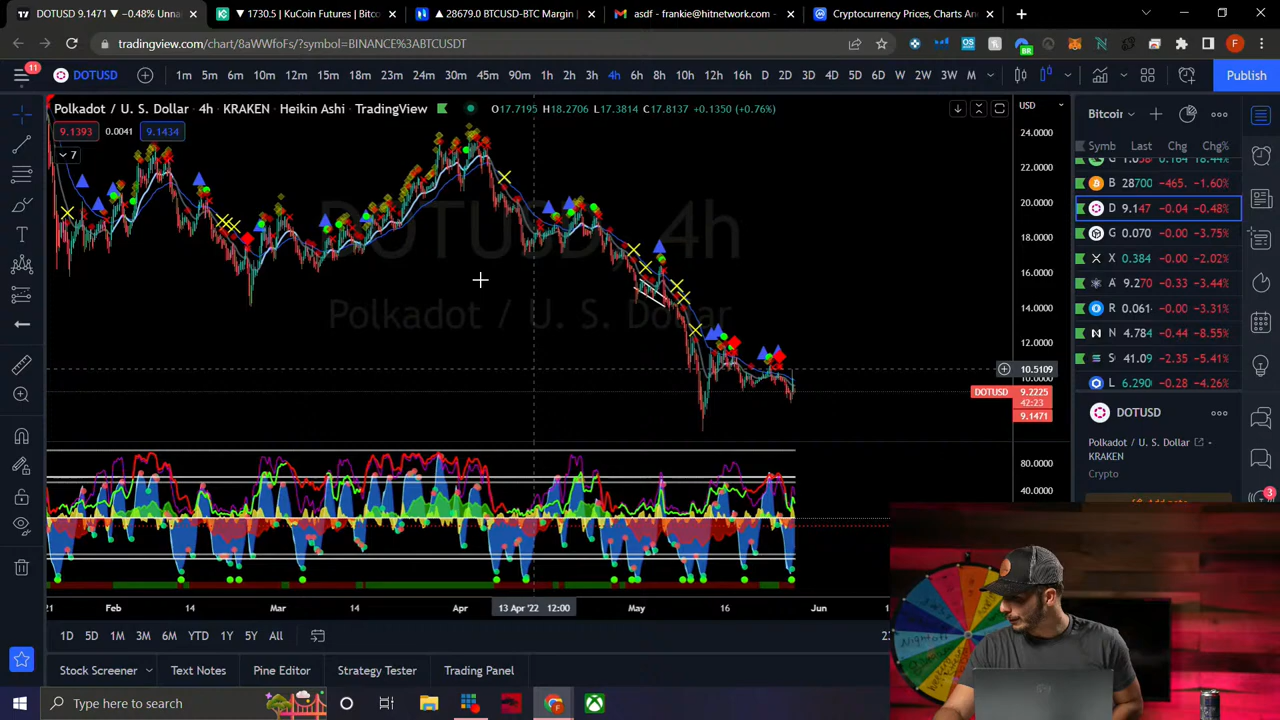 DOTUSD 9.1471 ▼ −0.48% Unna
1730.5 | KuCoin Futures | Bitco
▲ 28679.0 BTCUSD-BTC Margin |
asdf - frankie@hitnetwork.com -
Cryptocurrency Prices, Charts An
tradingview.com/chart/8aWWfoFs/?symbol=BINANCE%3ABTCUSDT
11
DOTUSD
1m 5m 6m 10m 12m 15m 18m 23m 24m 30m 45m 90m 1h 2h 3h 4h 6h 8h 10h 12h 16h D 2D 3D 4D 5D 6D W 2W 3W M
Publish
Polkadot / U. S. Dollar · 4h · KRAKEN · Heikin Ashi · TradingView
O17.7195 H18.2706 L17.3814 C17.8137 +0.1350 (+0.76%)
9.1393 0.0041 9.1434
7
DOTUSD, 4h
Polkadot / U. S. Dollar
USD
24.0000
22.0000
20.0000
18.0000
16.0000
14.0000
12.0000
10.5109
10.0000
DOTUSD 9.2225
42:23
9.1471
80.0000
40.0000
Bitcoin
Symb Last Chg Chg%
B 28700 -465. -1.60%
D 9.147 -0.04 -0.48%
G 0.070 -0.00 -3.75%
X 0.384 -0.00 -2.02%
A 9.270 -0.33 -3.44%
R 0.061 -0.00 -3.31%
N 4.784 -0.44 -8.55%
S 41.09 -2.35 -5.41%
L 6.290 -0.28 -4.26%
DOTUSD
Polkadot / U. S. Dollar
KRAKEN
Crypto
3
21 Feb 14 Mar 14 Apr 13 Apr '22 12:00 May 16 Jun
1D 5D 1M 3M 6M YTD 1Y 5Y All
Stock Screener Text Notes Pine Editor Strategy Tester Trading Panel
Type here to search